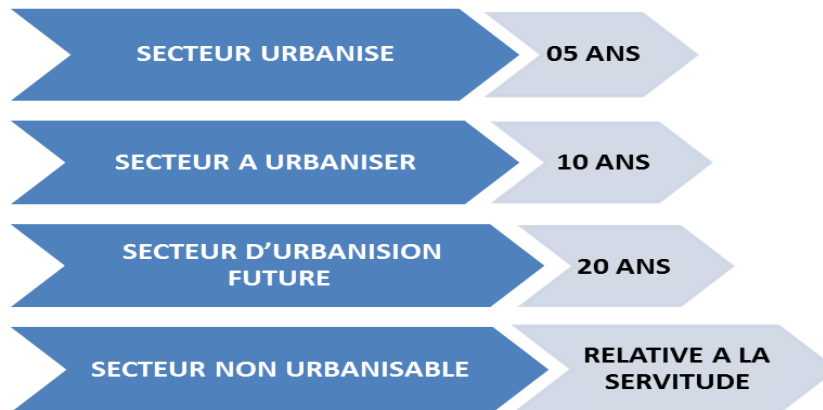 SECTEUR URBANISE
05 ANS
SECTEUR A URBANISER
10 ANS
SECTEUR D’URBANISION
FUTURE
20 ANS
SECTEUR NON URBANISABLE
RELATIVE A LA
SERVITUDE